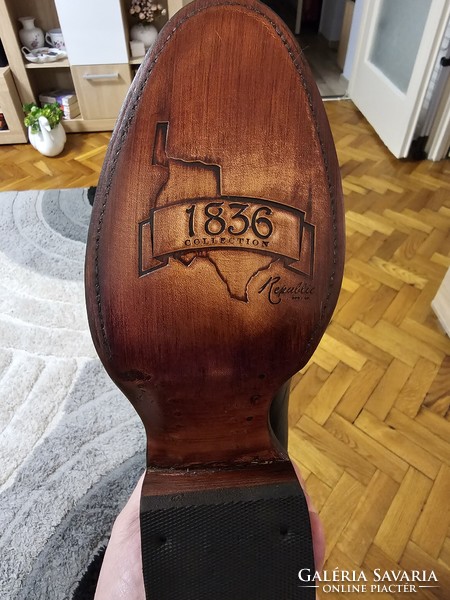 1836
COLLECTION
Republic
GALÉRIA SAVARIA
ONLINE PIACTÉR